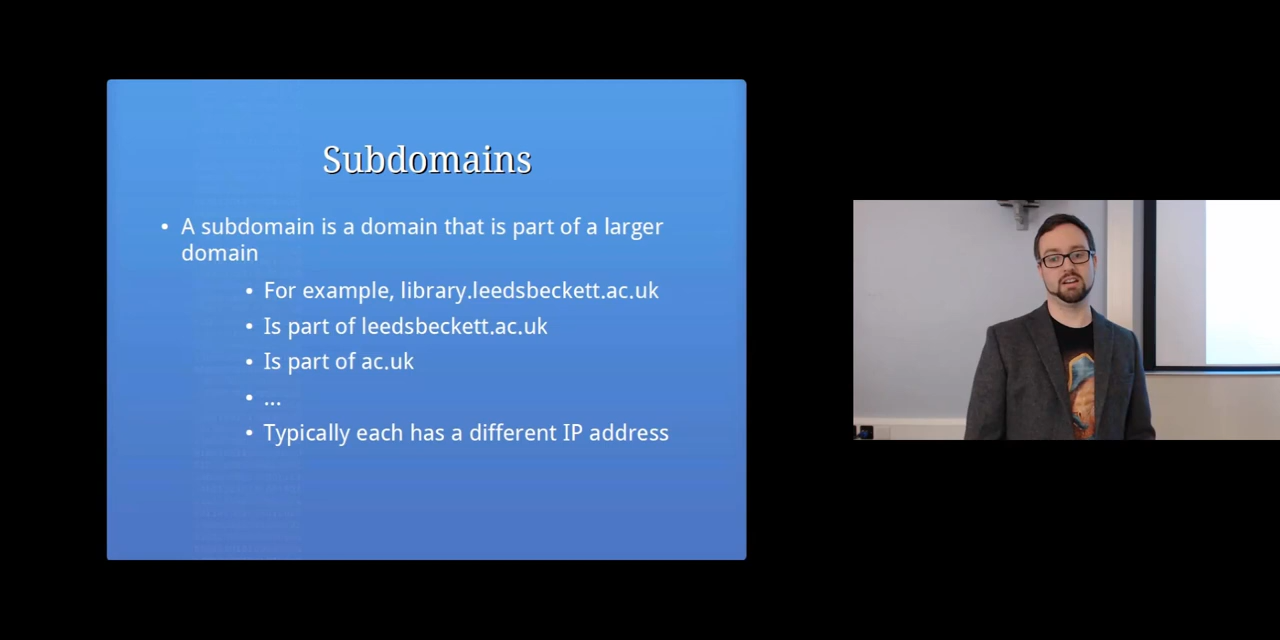 Subdomains
• A subdomain is a domain that is part of a larger
domain
• For example, library.leedsbeckett.ac.uk
• Is part of leedsbeckett.ac.uk
• Is part of ac.uk
• ...
• Typically each has a different IP address